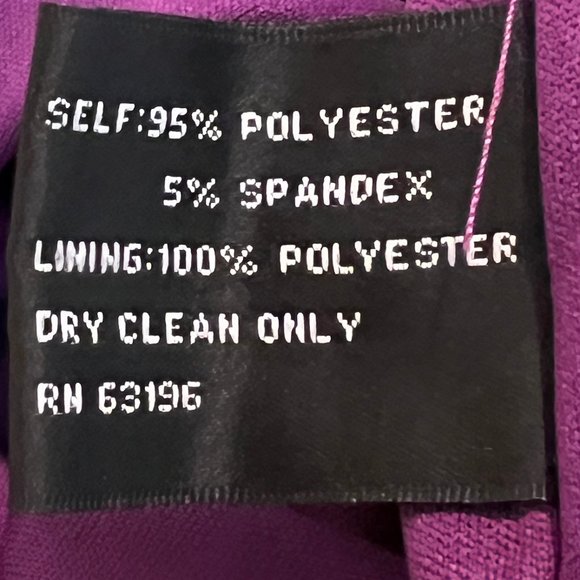 SELF:95% POLYESTER
5% SPANDEX
LINING:100% POLYESTER
DRY CLEAN ONLY
RN 63196